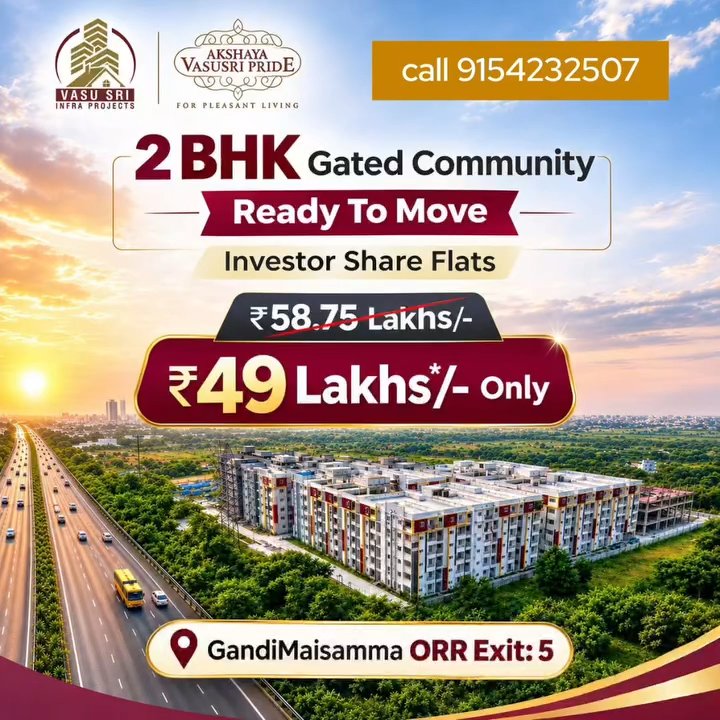 VASU SRI
INFRA PROJECTS
AKSHAYA
VASUSRI PRIDE
FOR PLEASANT LIVING
call 9154232507
2 BHK Gated Community
Ready To Move
Investor Share Flats
₹58.75 Lakhs/-
₹49 Lakhs*/- Only
GandiMaisamma ORR Exit: 5